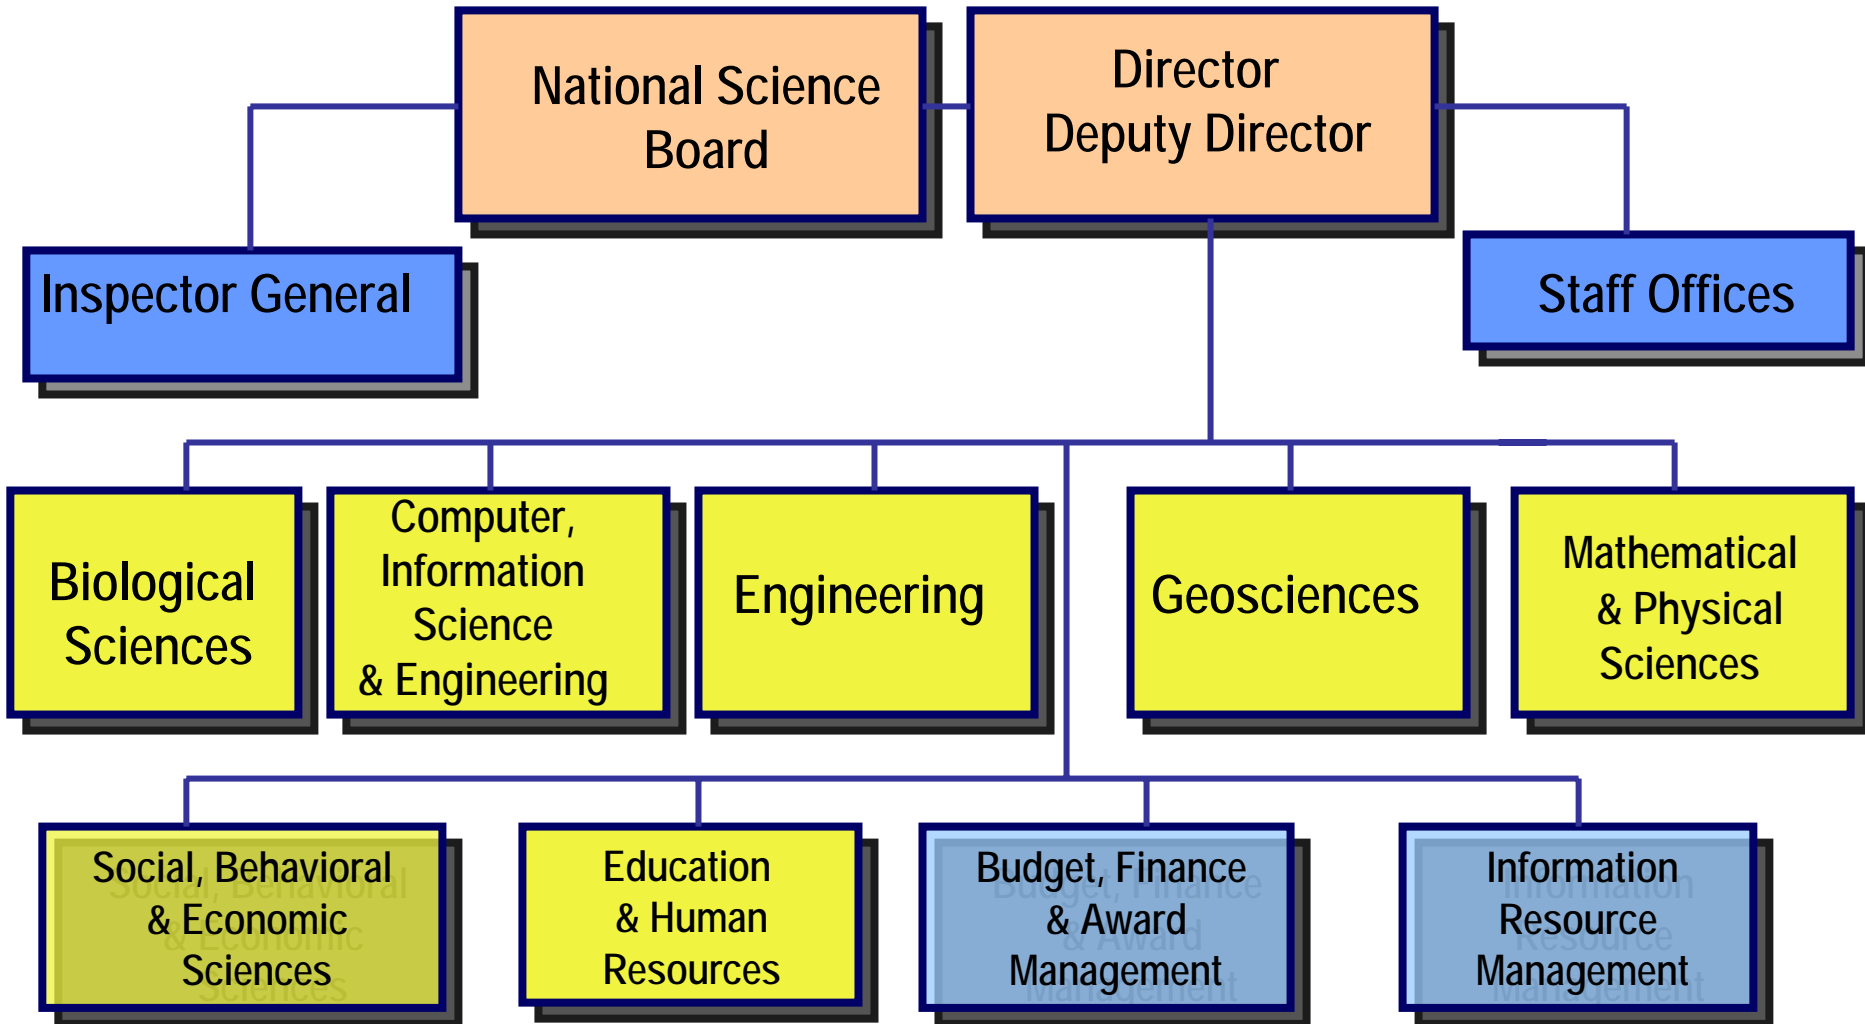 National Science
Board
Director
Deputy Director
Inspector General
Staff Offices
Biological
Sciences
Computer,
Information
Science
& Engineering
Engineering
Geosciences
Mathematical
& Physical
Sciences
Social, Behavioral
& Economic
Sciences
Education
& Human
Resources
Budget, Finance
& Award
Management
Information
Resource
Management